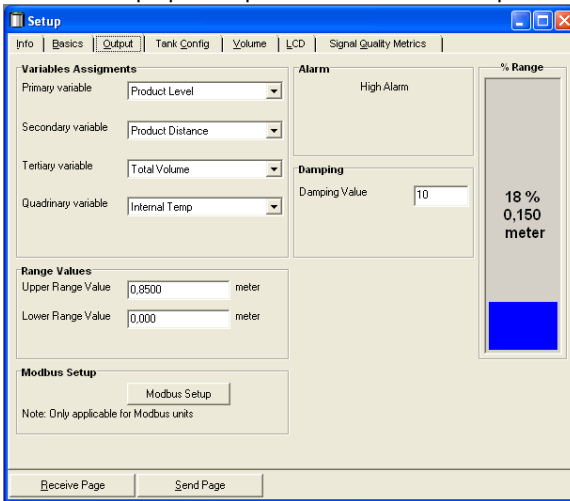 Setup
Info Basics Output Tank Config Volume LCD Signal Quality Metrics
Variables Assigments
Primary variable Product Level
Secondary variable Product Distance
Tertiary variable Total Volume
Quadrinary variable Internal Temp
Range Values
Upper Range Value 0,8500 meter
Lower Range Value 0,000 meter
Modbus Setup
Modbus Setup
Note: Only applicable for Modbus units
Alarm
High Alarm
Damping
Damping Value 10
% Range
18 %
0,150
meter
Receive Page Send Page